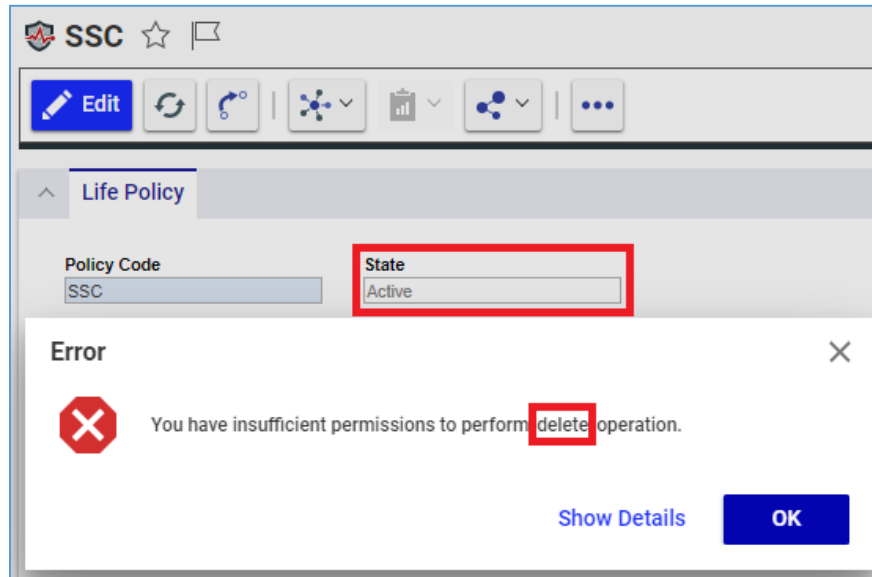 SSC
Edit
Life Policy
Policy Code State
SSC Active
Error
You have insufficient permissions to perform delete operation.
Show Details OK